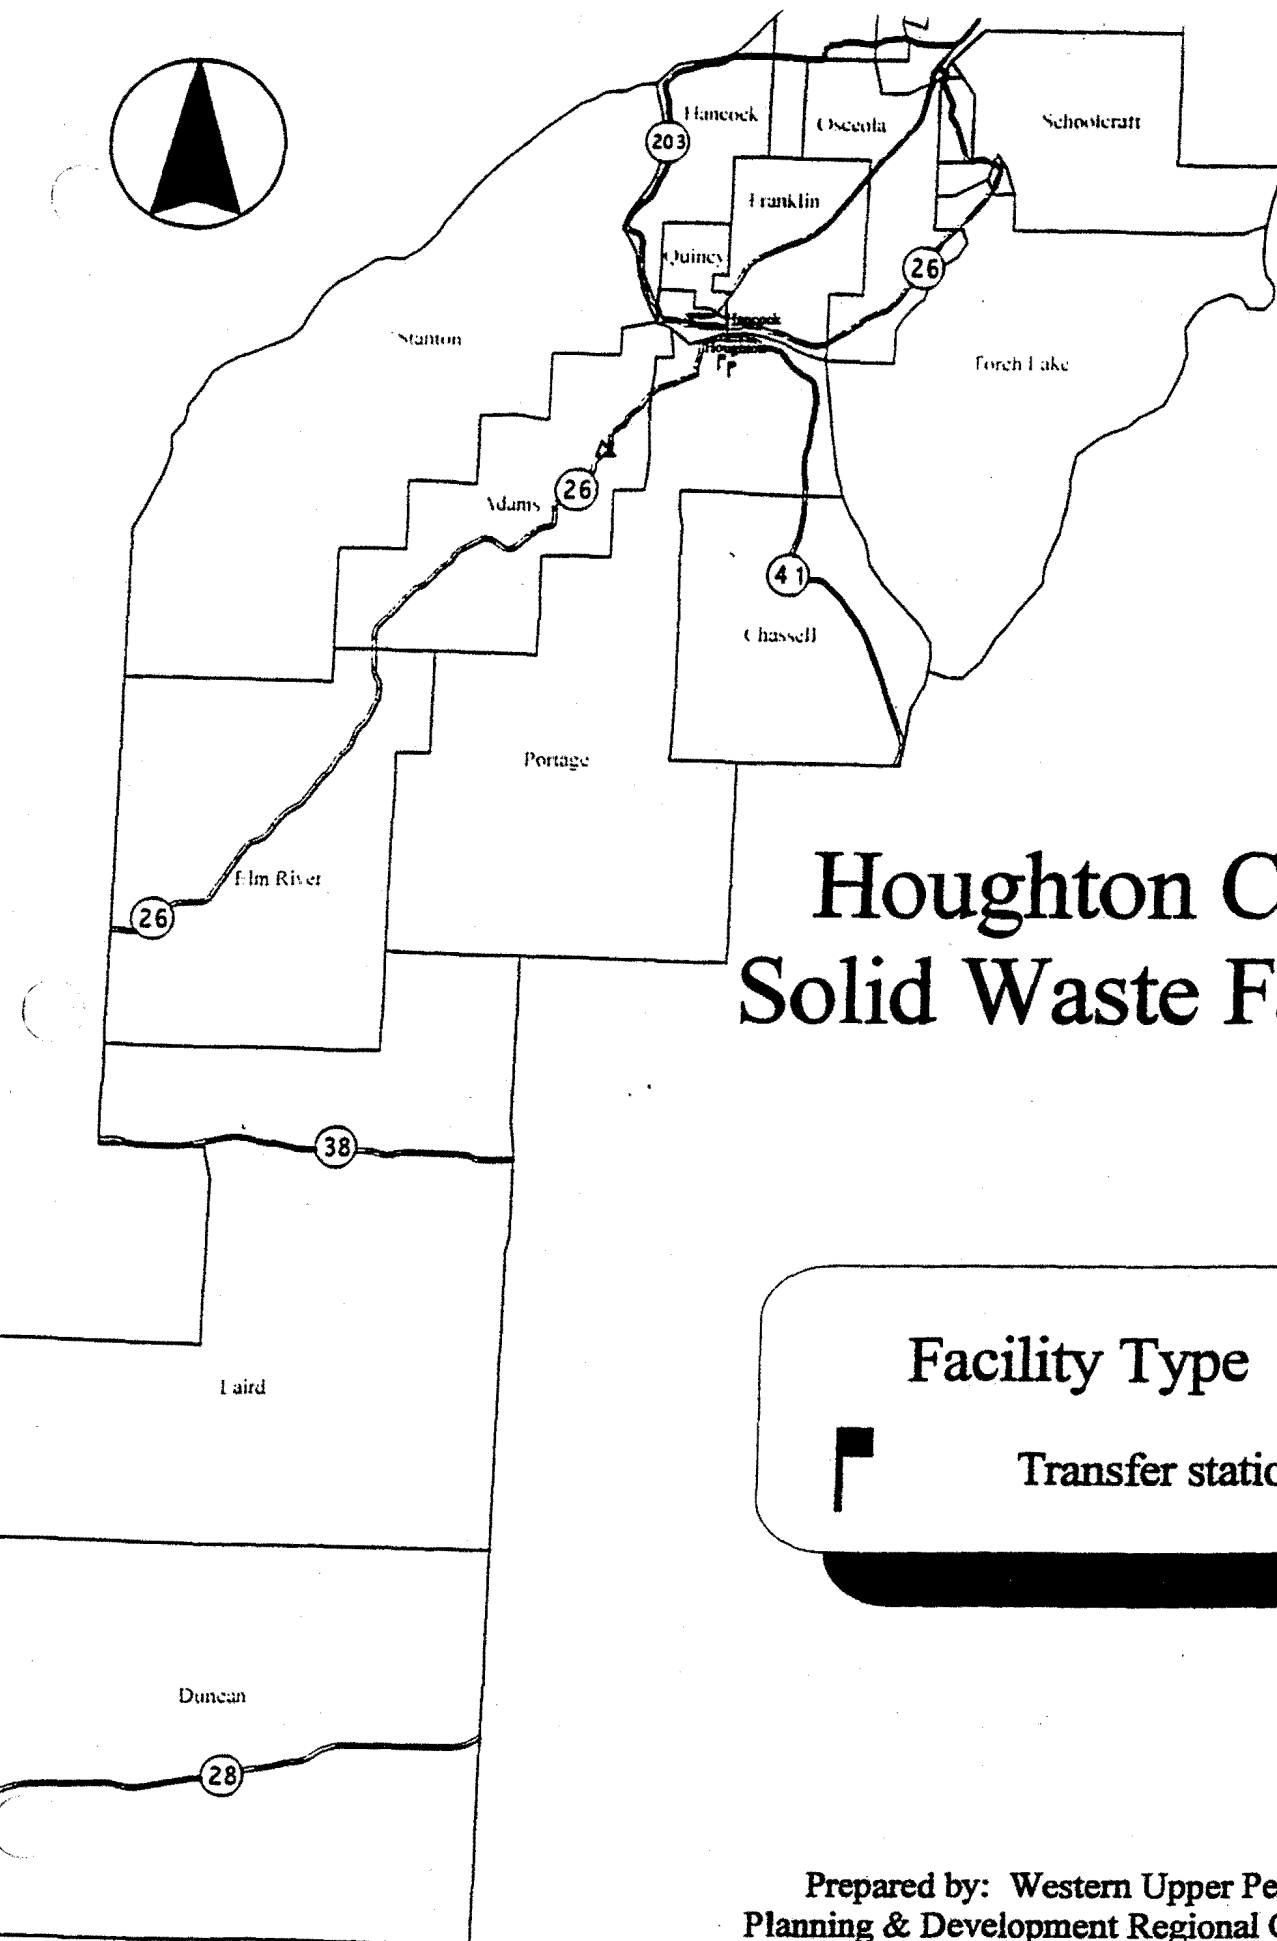 Hancock
Osceola
Schoolcraft
203
Franklin
Quincy
26
Hancock
Houghton
Stanton
Torch Lake
26
Adams
41
Chassell
Portage
Elm River
26
Houghton C
Solid Waste Fa
38
Facility Type
Laird
Transfer statio
Duncan
28
Prepared by: Western Upper Pe
Planning & Development Regional C